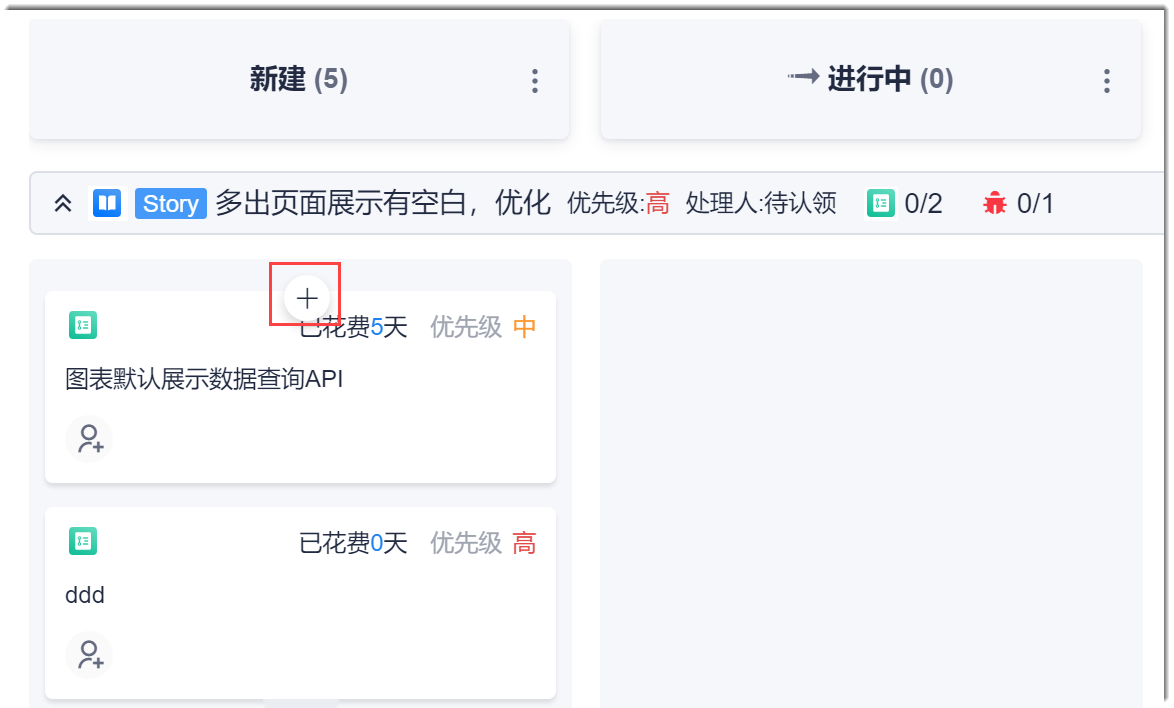 新建 (5)
进行中 (0)
Story 多出页面展示有空白，优化 优先级:高 处理人:待认领 0/2 0/1
已花费5天 优先级 中
图表默认展示数据查询API
已花费0天 优先级 高
ddd